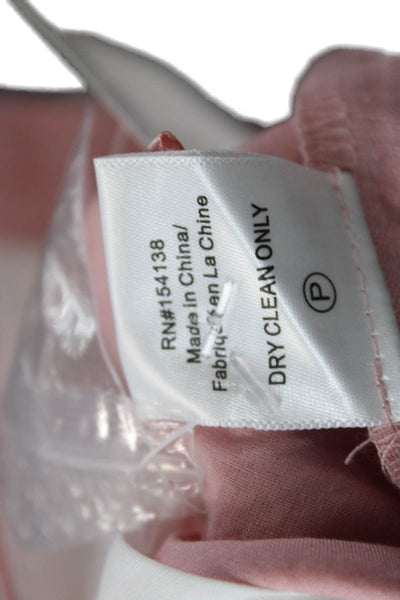 RN#154138
Made in China/
Fabriqué en La Chine
DRY CLEAN ONLY
P